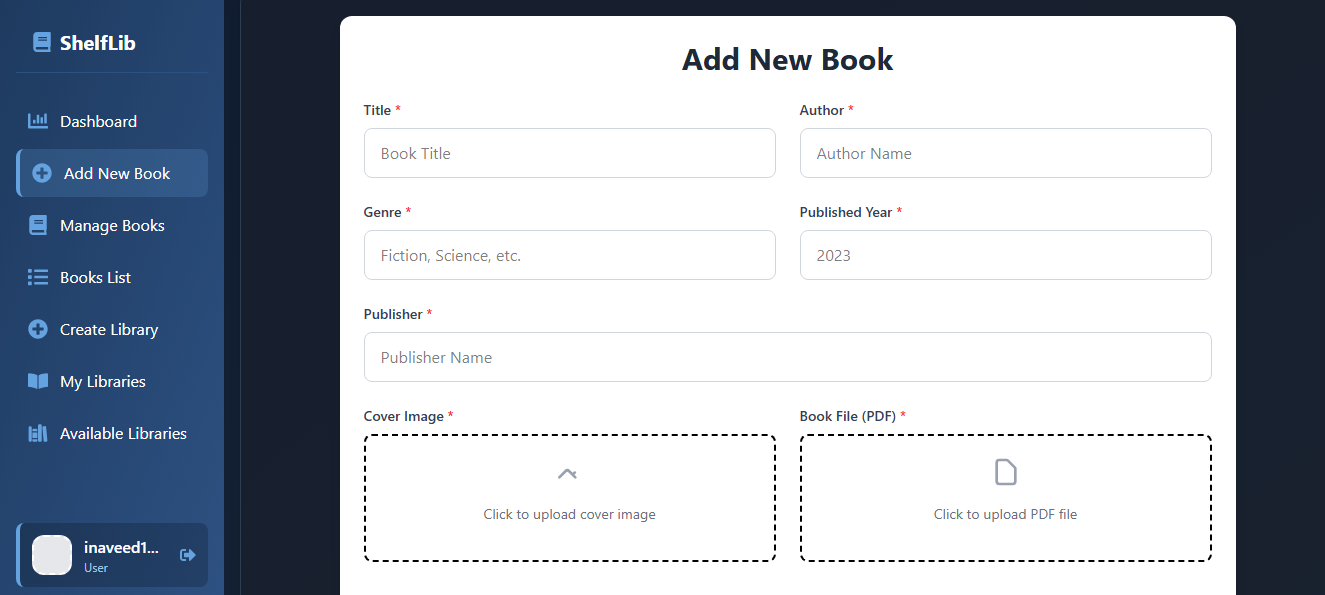 ShelfLib
Dashboard
Add New Book
Manage Books
Books List
Create Library
My Libraries
Available Libraries
inaveed1...
User
Add New Book
Title *
Author *
Book Title
Author Name
Genre *
Published Year *
Fiction, Science, etc.
2023
Publisher *
Publisher Name
Cover Image *
Book File (PDF) *
Click to upload cover image
Click to upload PDF file